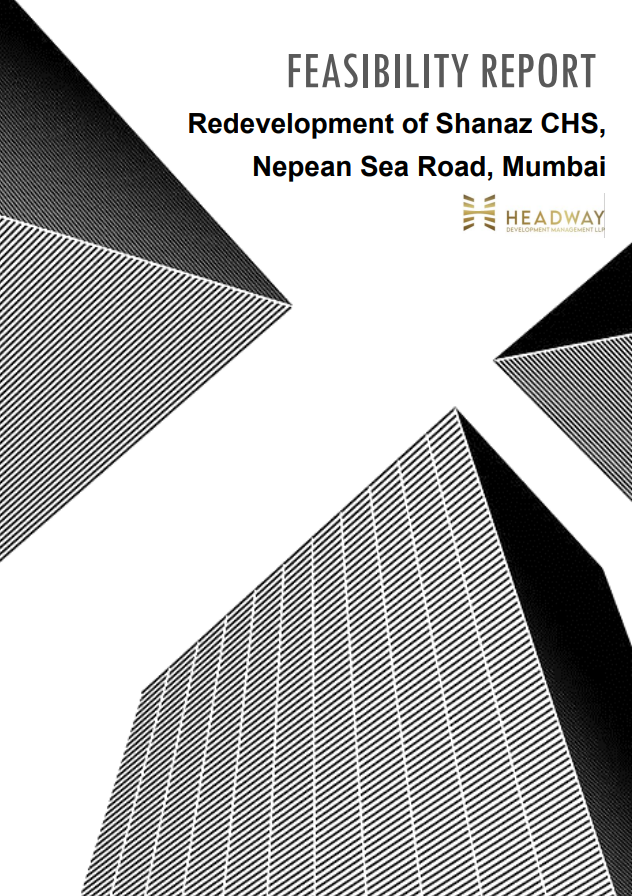 FEASIBILITY REPORT
Redevelopment of Shanaz CHS,
Nepean Sea Road, Mumbai
HEADWAY
DEVELOPMENT MANAGEMENT LLP